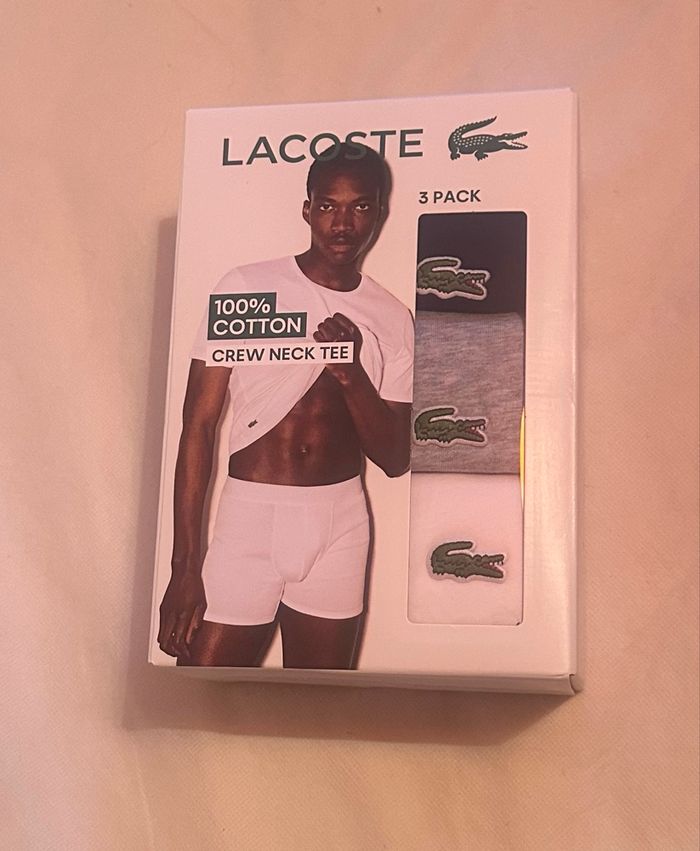 LACOSTE
3 PACK
100%
COTTON
CREW NECK TEE